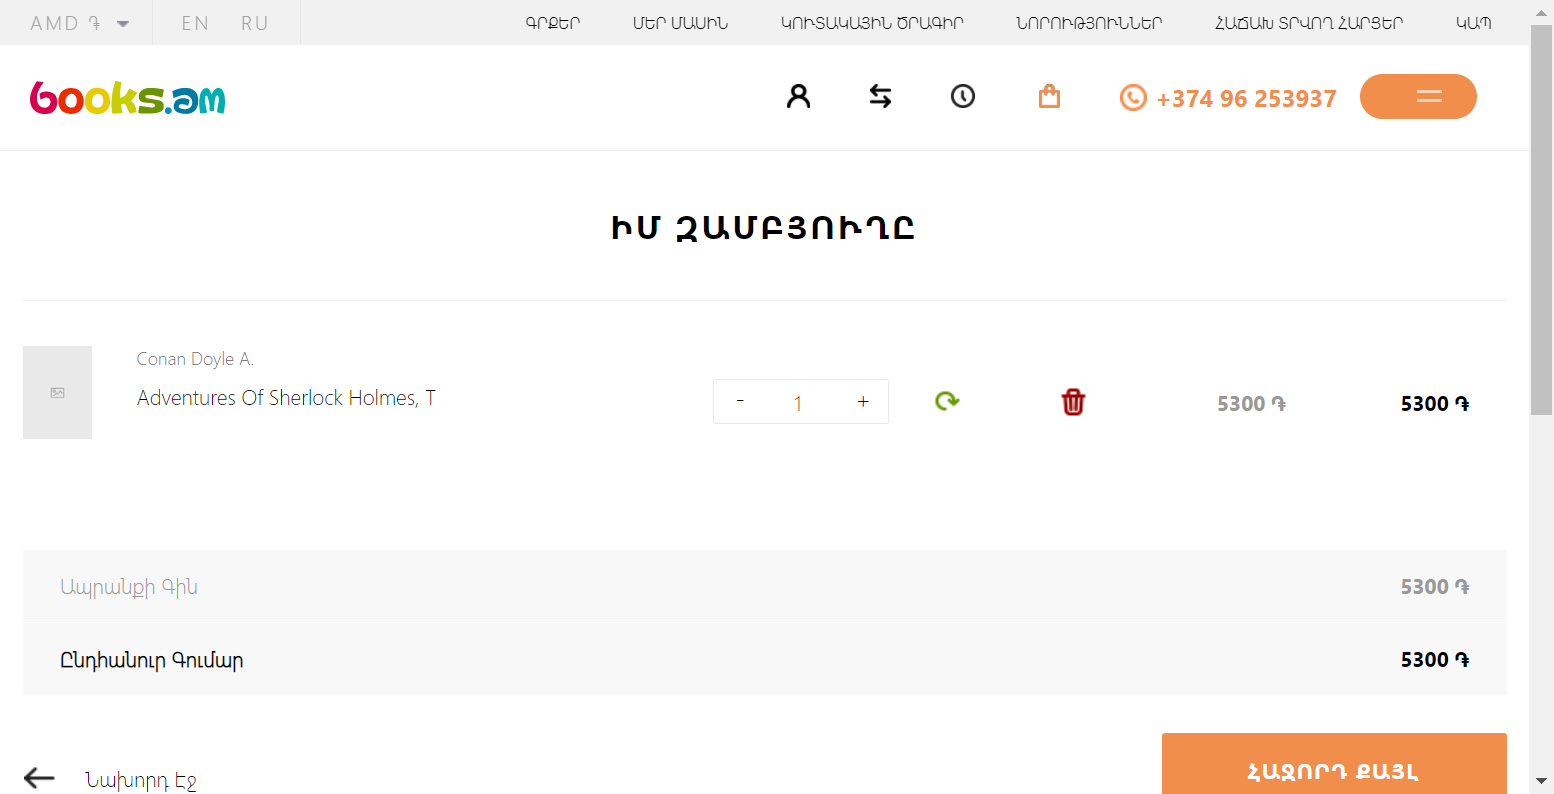 AMD ֏ EN RU ԳՐՔԵՐ ՄԵՐ ՄԱՍԻՆ ԿՈՒՏԱԿԱՅԻՆ ԾՐԱԳԻՐ ՆՈՐՈՒԹՅՈՒՆՆԵՐ ՀԱՃԱԽ ՏՐՎՈՂ ՀԱՐՑԵՐ ԿԱՊ
books.am +374 96 253937
ԻՄ ԶԱՄԲՅՈՒՂԸ
Conan Doyle A.
Adventures Of Sherlock Holmes, T
- 1 + 5300 ֏ 5300 ֏
Ապրանքի Գին 5300 ֏
Ընդհանուր Գումար 5300 ֏
Նախորդ Էջ
ՀԱՋՈՐԴ ՔԱՅԼ